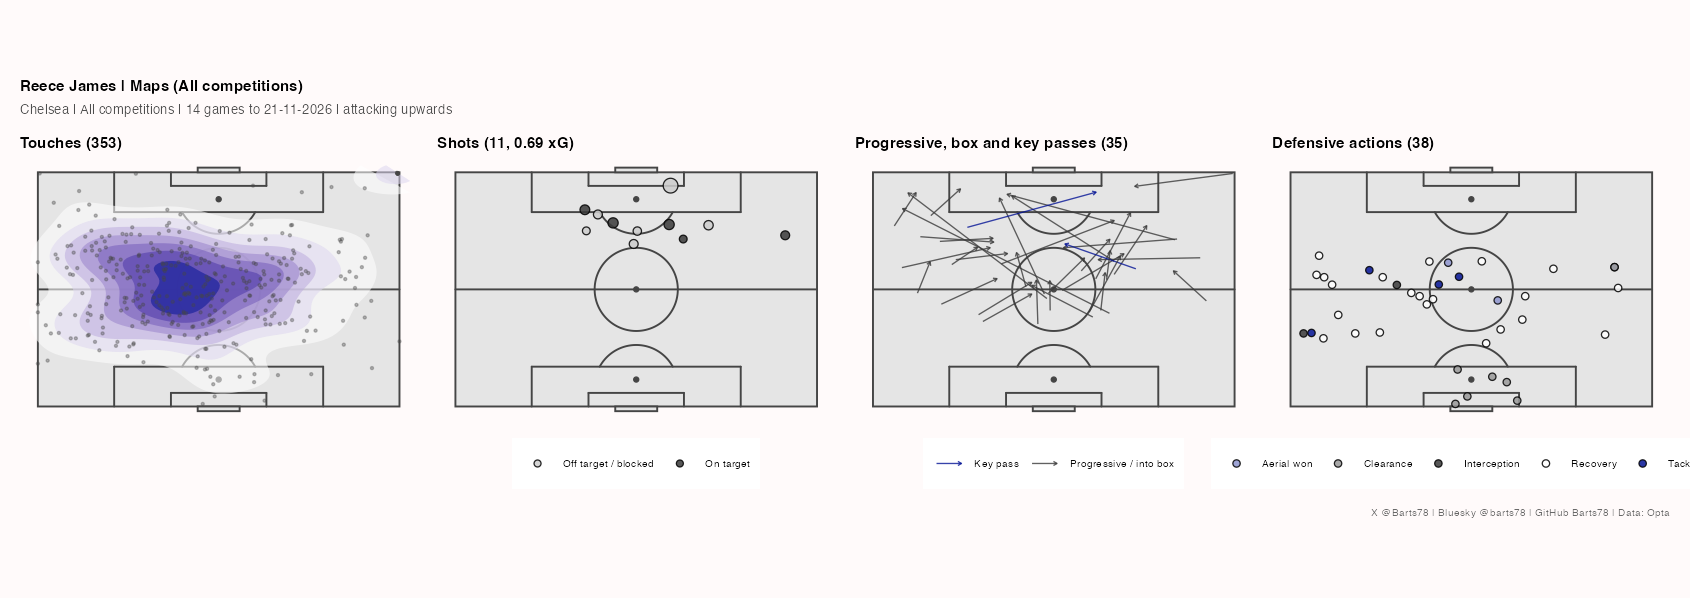 Reece James | Maps (All competitions)
Chelsea | All competitions | 14 games to 21-11-2026 | attacking upwards
Touches (353)
Shots (11, 0.69 xG)
Progressive, box and key passes (35)
Defensive actions (38)
Off target / blocked
On target
Key pass
Progressive / into box
Aerial won
Clearance
Interception
Recovery
Tack
X @Barts78 | Bluesky @barts78 | GitHub Barts78 | Data: Opta